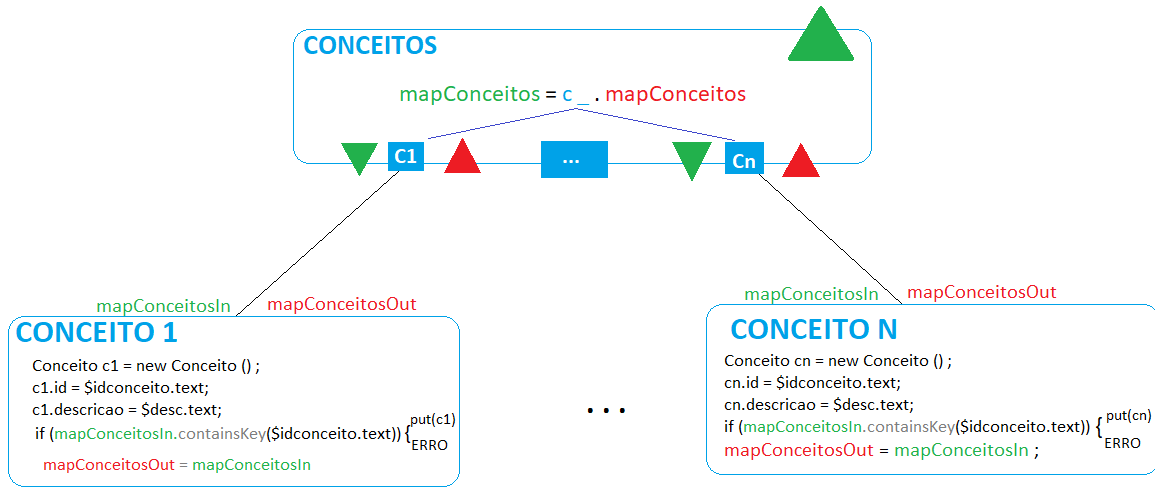 CONCEITOS
mapConceitos = c _ . mapConceitos
C1
...
Cn
mapConceitosIn
mapConceitosOut
CONCEITO 1
Conceito c1 = new Conceito () ;
c1.id = $idconceito.text;
c1.descricao = $desc.text;
if (mapConceitosIn.containsKey($idconceito.text)) { put(c1)
ERRO
mapConceitosOut = mapConceitosIn
...
mapConceitosIn
mapConceitosOut
CONCEITO N
Conceito cn = new Conceito () ;
cn.id = $idconceito.text;
cn.descricao = $desc.text;
if (mapConceitosIn.containsKey($idconceito.text)) { put(cn)
ERRO
mapConceitosOut = mapConceitosIn ;